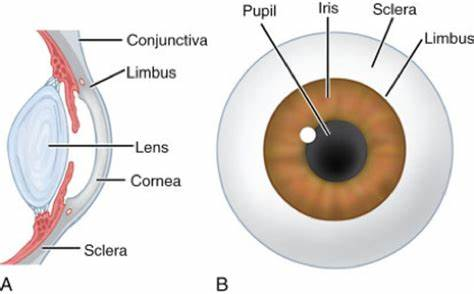 Conjunctiva
Limbus
Lens
Cornea
Sclera
A
Pupil
Iris
Sclera
Limbus
B